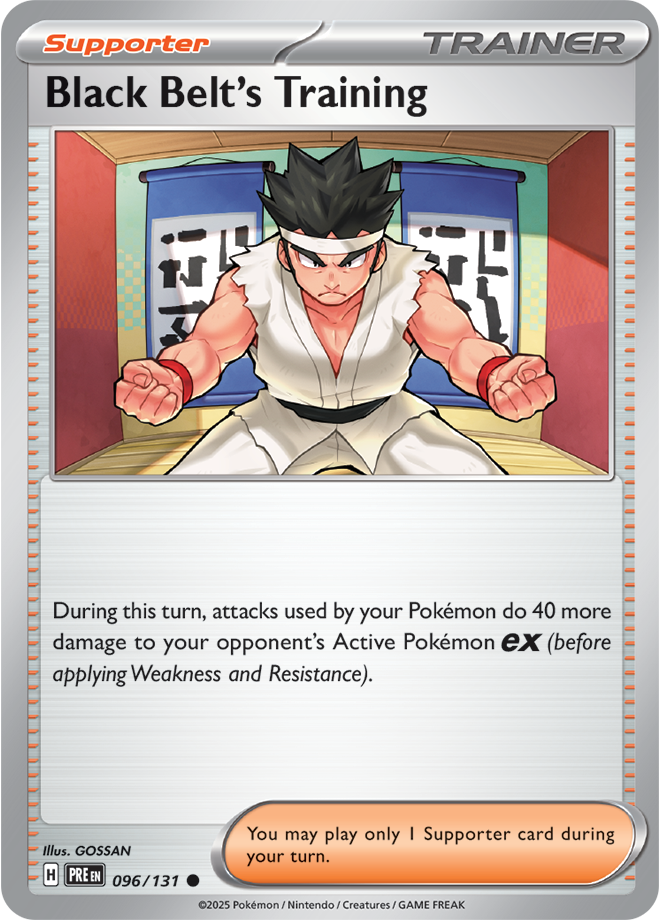 Supporter
TRAINER
Black Belt's Training
During this turn, attacks used by your Pokémon do 40 more
damage to your opponent's Active Pokémon ex (before
applying Weakness and Resistance).
You may play only 1 Supporter card during
your turn.
Illus. GOSSAN
H PRE EN 096/131
©2025 Pokémon / Nintendo / Creatures / GAME FREAK